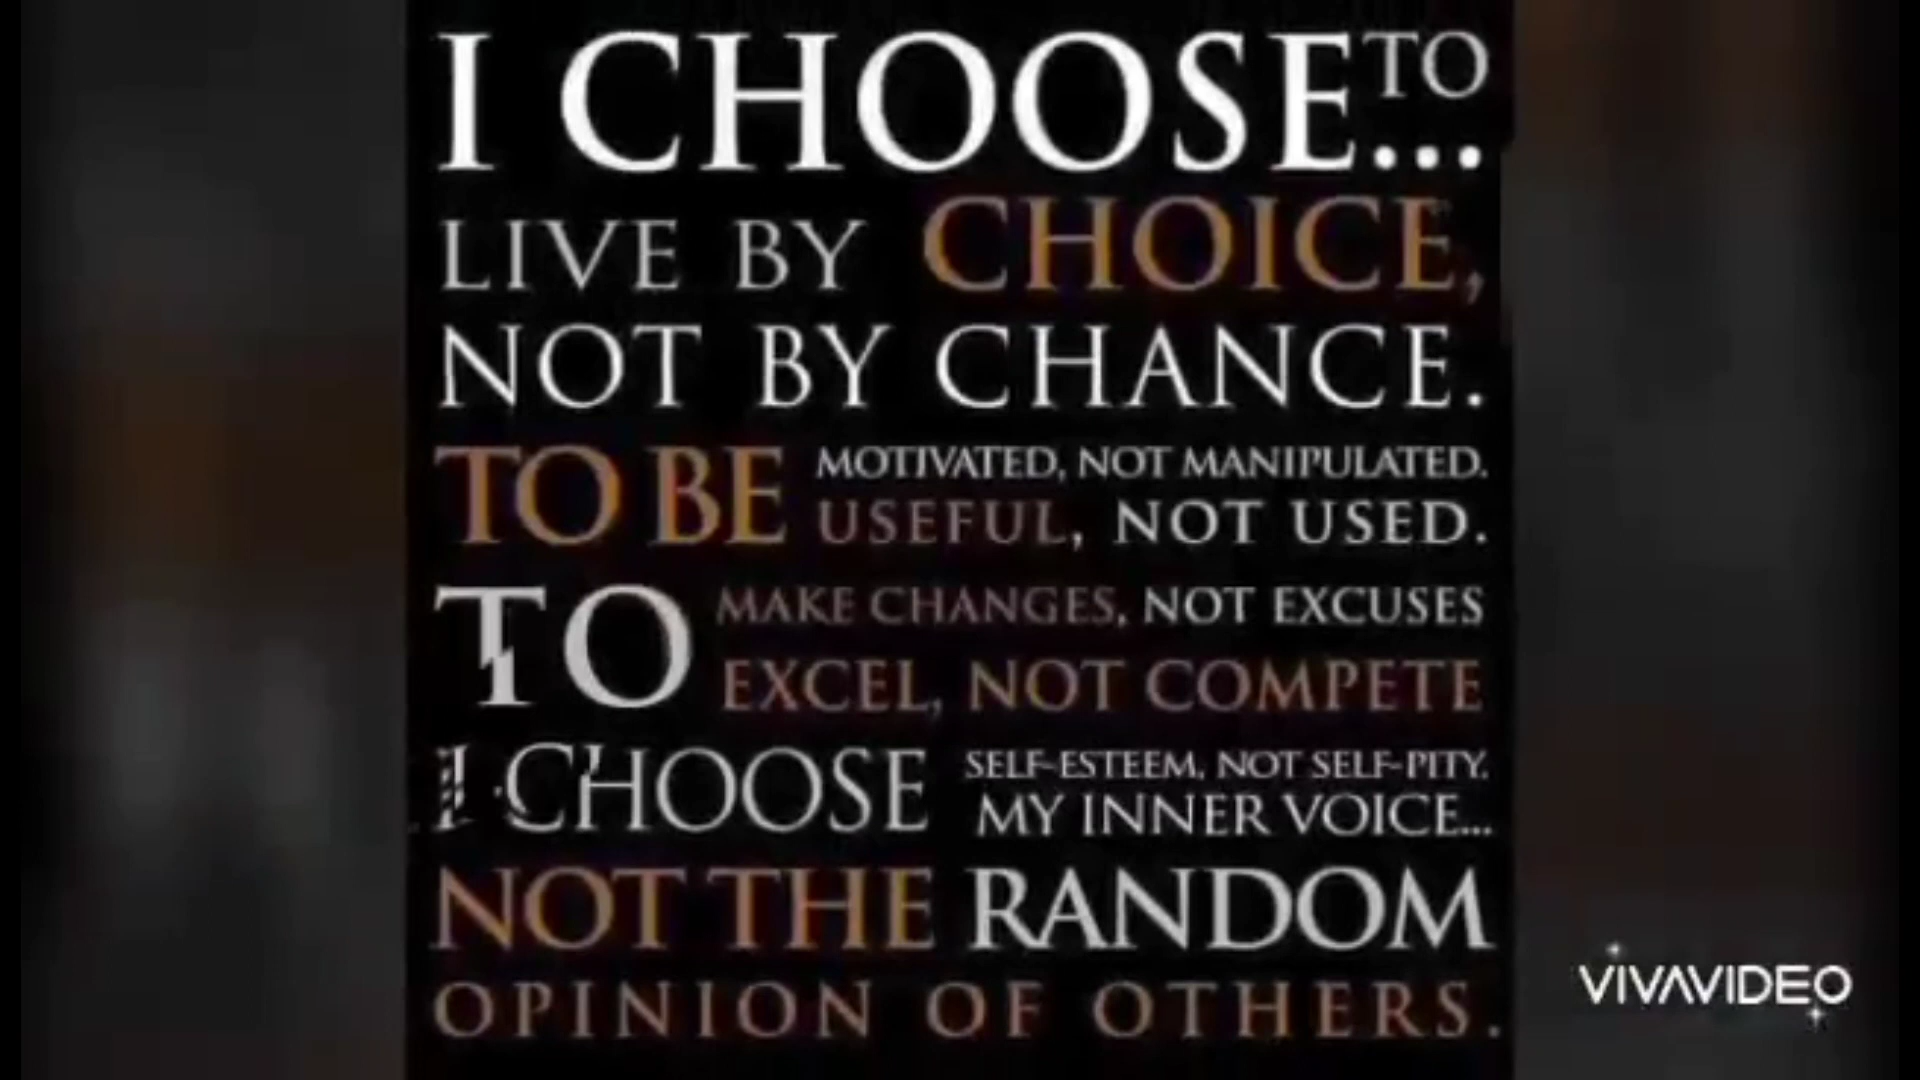 I CHOOSE TO...
LIVE BY CHOICE,
NOT BY CHANCE.
TO BE MOTIVATED, NOT MANIPULATED.
USEFUL, NOT USED.
TO MAKE CHANGES, NOT EXCUSES
EXCEL, NOT COMPETE
I CHOOSE SELF-ESTEEM, NOT SELF-PITY.
MY INNER VOICE...
NOT THE RANDOM
OPINION OF OTHERS.
VIVAVIDEO